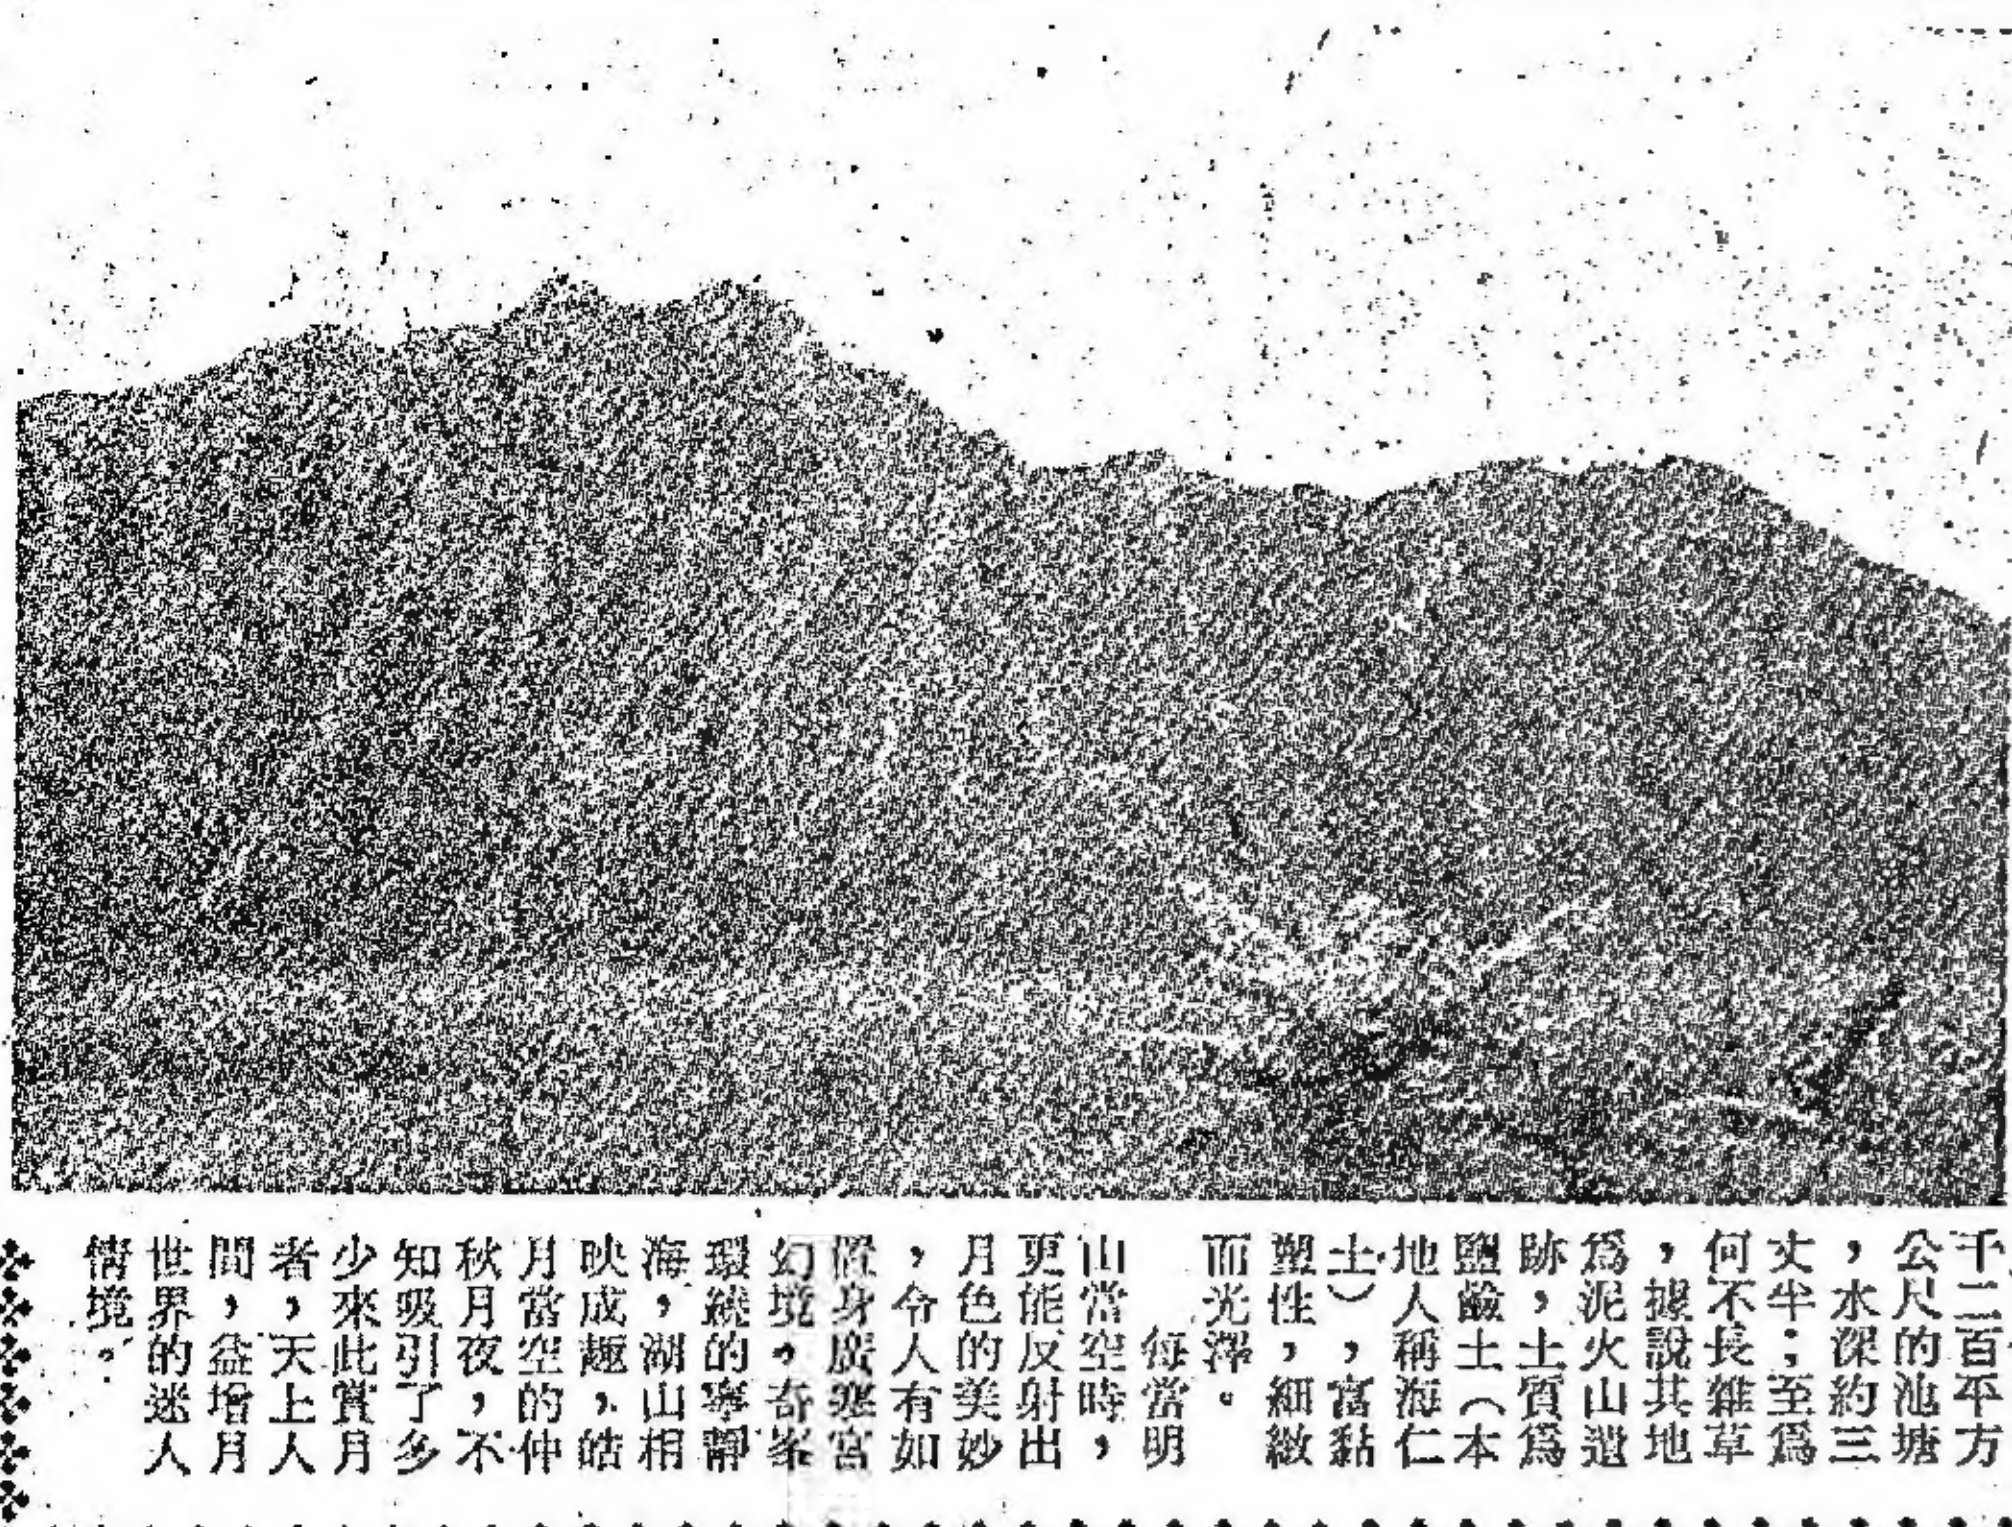 千二百平方
公尺的池塘
，水深約三
丈半；至爲
何不長雜草
，據說其地
爲泥火山遺
跡，土質爲
鹽鹼土（本
地人稱海仁
土），富黏
塑性，細緻
而光澤。
每當明
山當空時，
更能反射出
月色的美妙
，令人有如
置身廣寒宮
幻境，奇峯
環繞的寧靜
海，湖山相
映成趣，皓
月當空的仲
秋月夜，不
知吸引了多
少來此賞月
者，天上人
間，益增月
世界的迷人
情境。